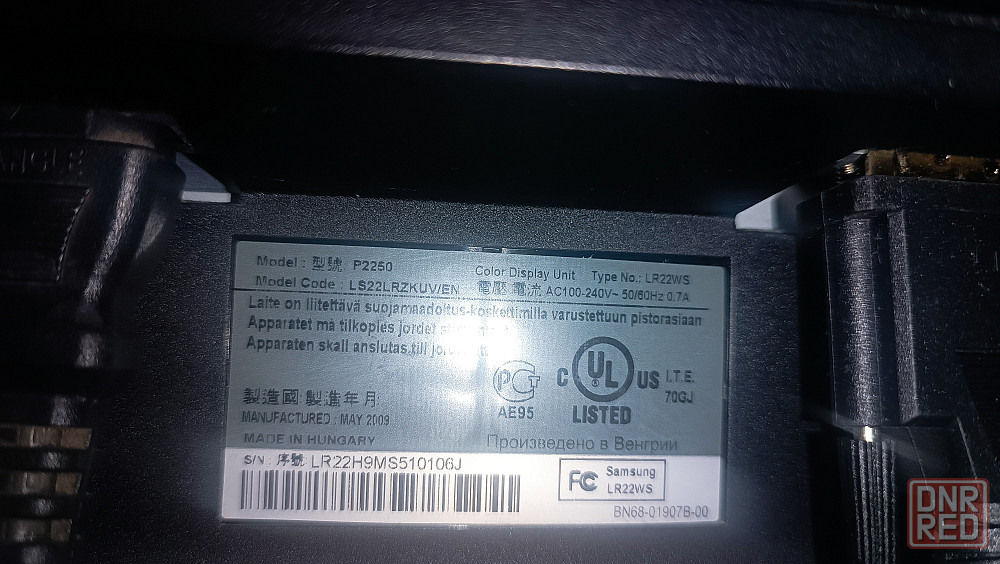 ANGLE
Model : 型號 P2250
Color Display Unit Type No.: LR22WS
Model Code : LS22LRZKUV/EN
電壓 電流 AC100-240V~ 50/60Hz 0.7A
Laite on liitettävä suojamaadoitus-koskettimilla varustettuun pistorasiaan
Apparatet må tilkoples jordet
Apparaten skall anslutas till
PG
AE95
C UL US
LISTED
I.T.E.
70GJ
製造國 製造年月
MANUFACTURED : MAY 2009
MADE IN HUNGARY
Произведено в Венгрии
S/N : 序號 LR22H9MS510106J
FC Samsung
LR22WS
BN68-01907B-00
DNR
RED